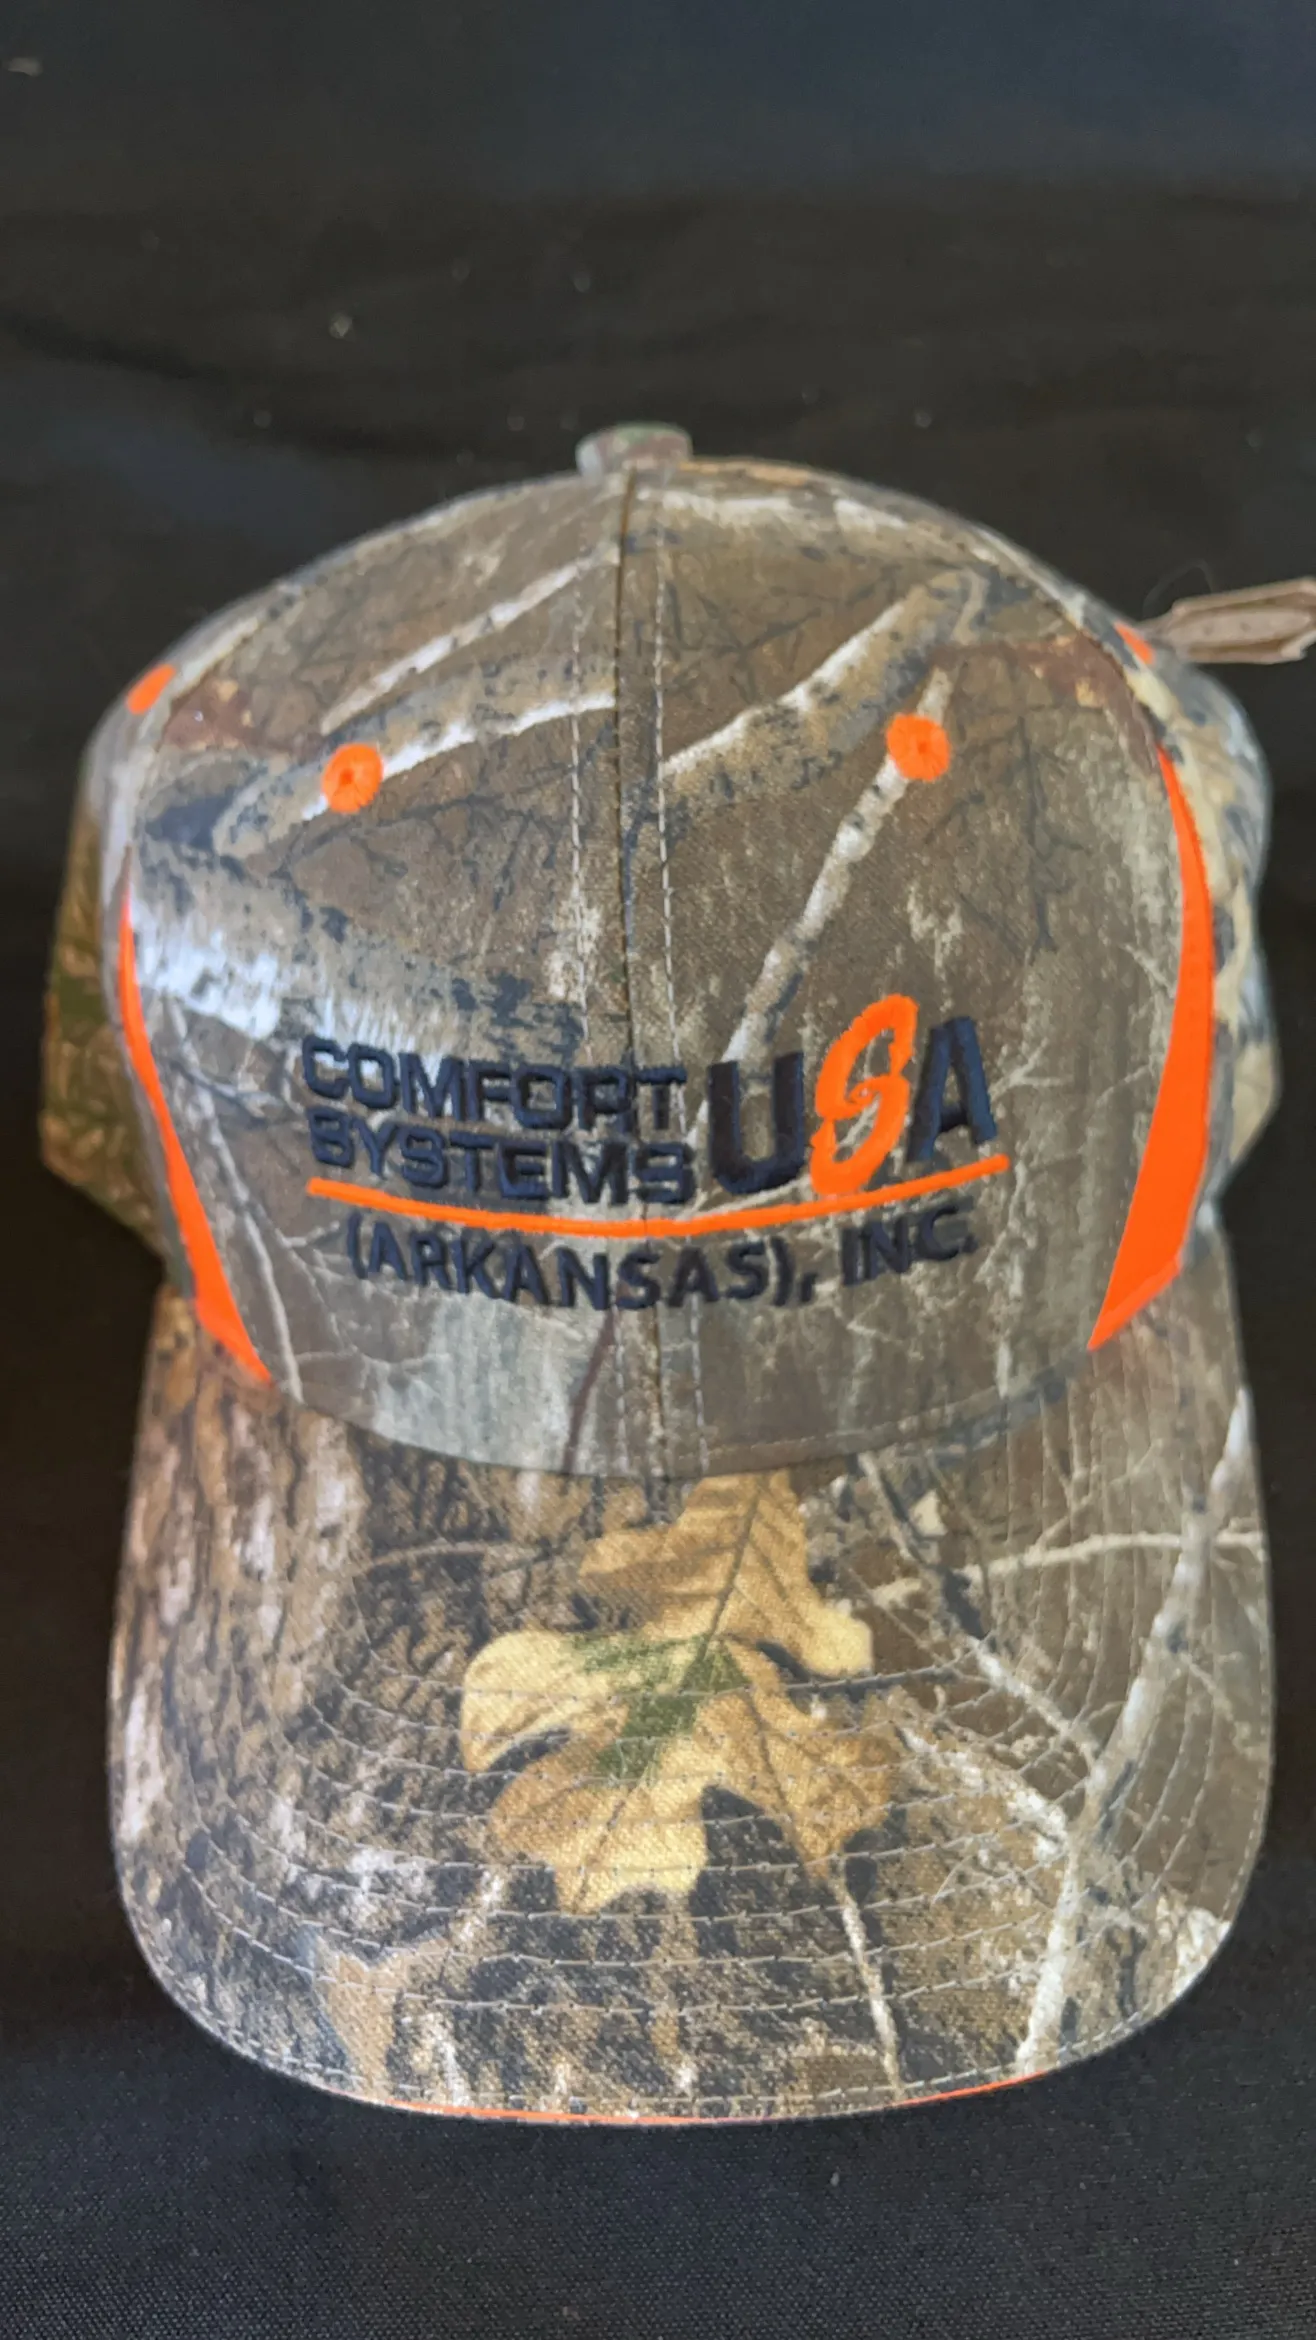 COMFORT
SYSTEMS USA
(ARKANSAS), INC.